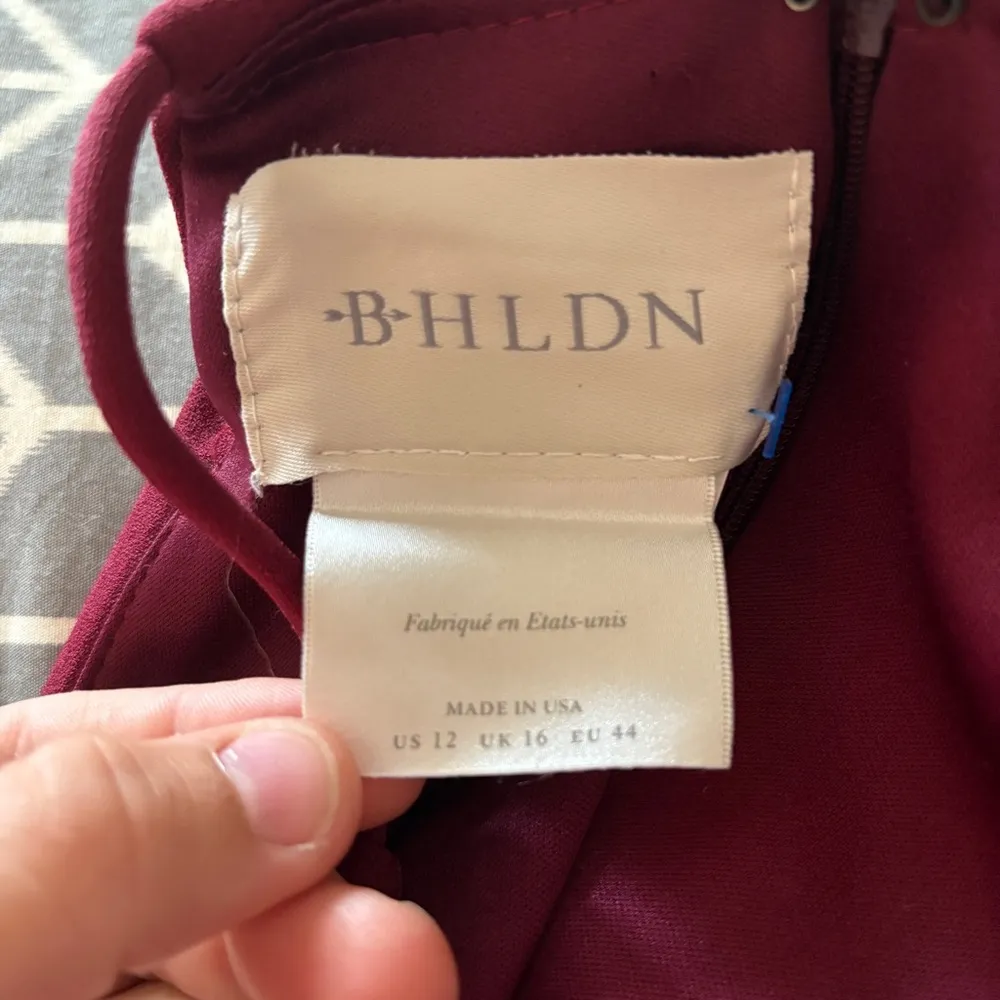 BHLDN
Fabriqué en Etats-unis
MADE IN USA
US 12 UK 16 EU 44